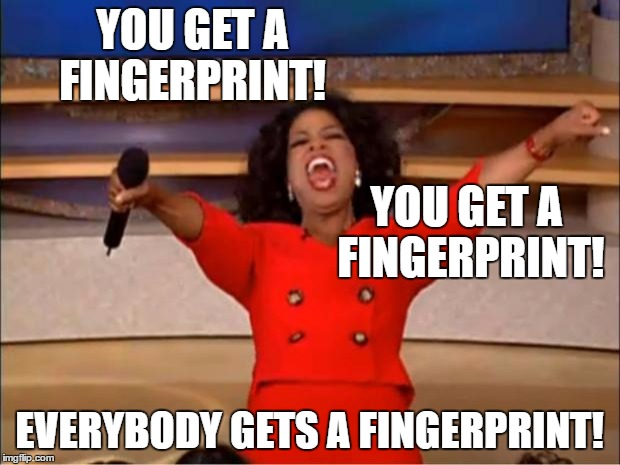 YOU GET A
FINGERPRINT!
YOU GET A
FINGERPRINT!
EVERYBODY GETS A FINGERPRINT!
imgflip.com